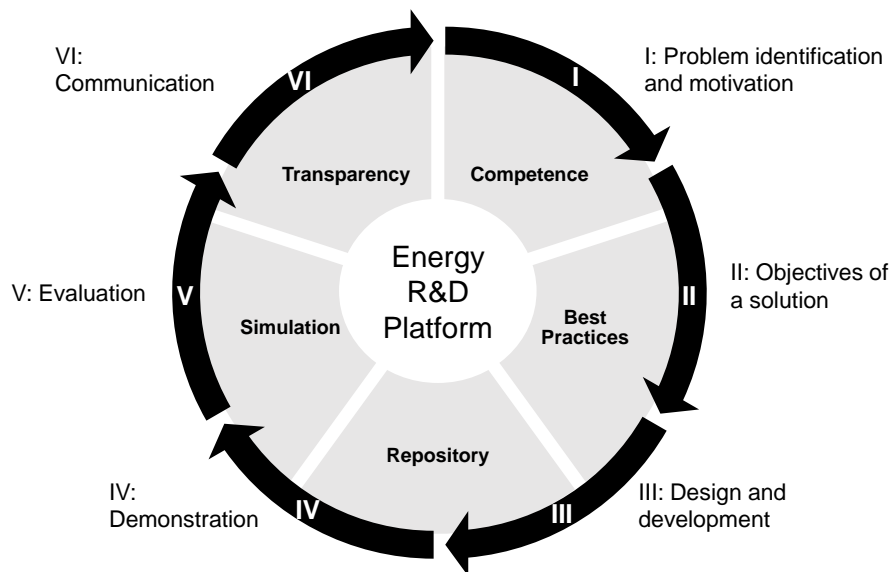 VI:
Communication
VI
I
I: Problem identification
and motivation
Transparency
Competence
V: Evaluation
V
Energy
R&D
Platform
II
II: Objectives of
a solution
Simulation
Best
Practices
Repository
IV:
Demonstration
IV
III
III: Design and
development